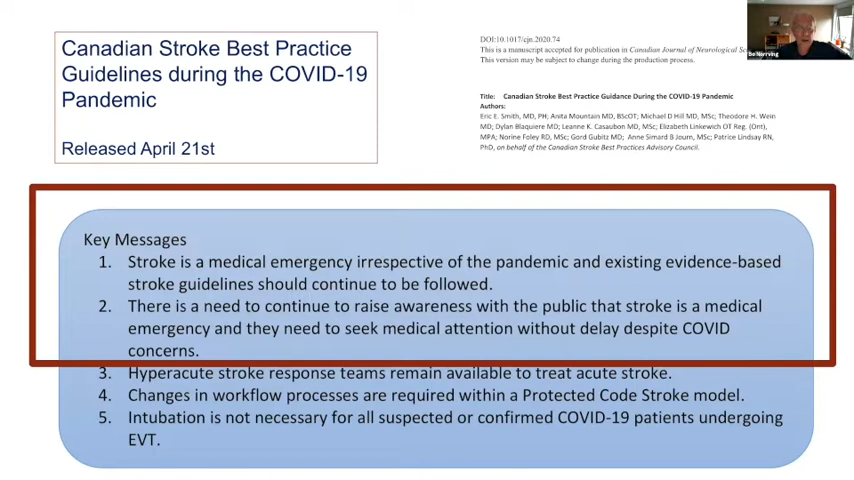 Canadian Stroke Best Practice
Guidelines during the COVID-19
Pandemic
Released April 21st
DOI:10.1017/cjn.2020.74
This is a manuscript accepted for publication in Canadian Journal of Neurological
This version may be subject to change during the production process.
Title: Canadian Stroke Best Practice Guidance During the COVID-19 Pandemic
Authors:
Eric E. Smith, MD, PH; Anita Mountain MD, BScOT; Michael D Hill MD, MSc; Theodore H. Wein
MD; Dylan Blaquiere MD; Leanne K. Casaubon MD, MSc; Elizabeth Linkewich OT Reg. (Ont),
MPA; Norine Foley RD, MSc; Gord Gubitz MD; Anne Simard B Journ, MSc; Patrice Lindsay RN,
PhD, on behalf of the Canadian Stroke Best Practices Advisory Council.
Bo Norrving
Key Messages
1. Stroke is a medical emergency irrespective of the pandemic and existing evidence-based
stroke guidelines should continue to be followed.
2. There is a need to continue to raise awareness with the public that stroke is a medical
emergency and they need to seek medical attention without delay despite COVID
concerns.
3. Hyperacute stroke response teams remain available to treat acute stroke.
4. Changes in workflow processes are required within a Protected Code Stroke model.
5. Intubation is not necessary for all suspected or confirmed COVID-19 patients undergoing
EVT.